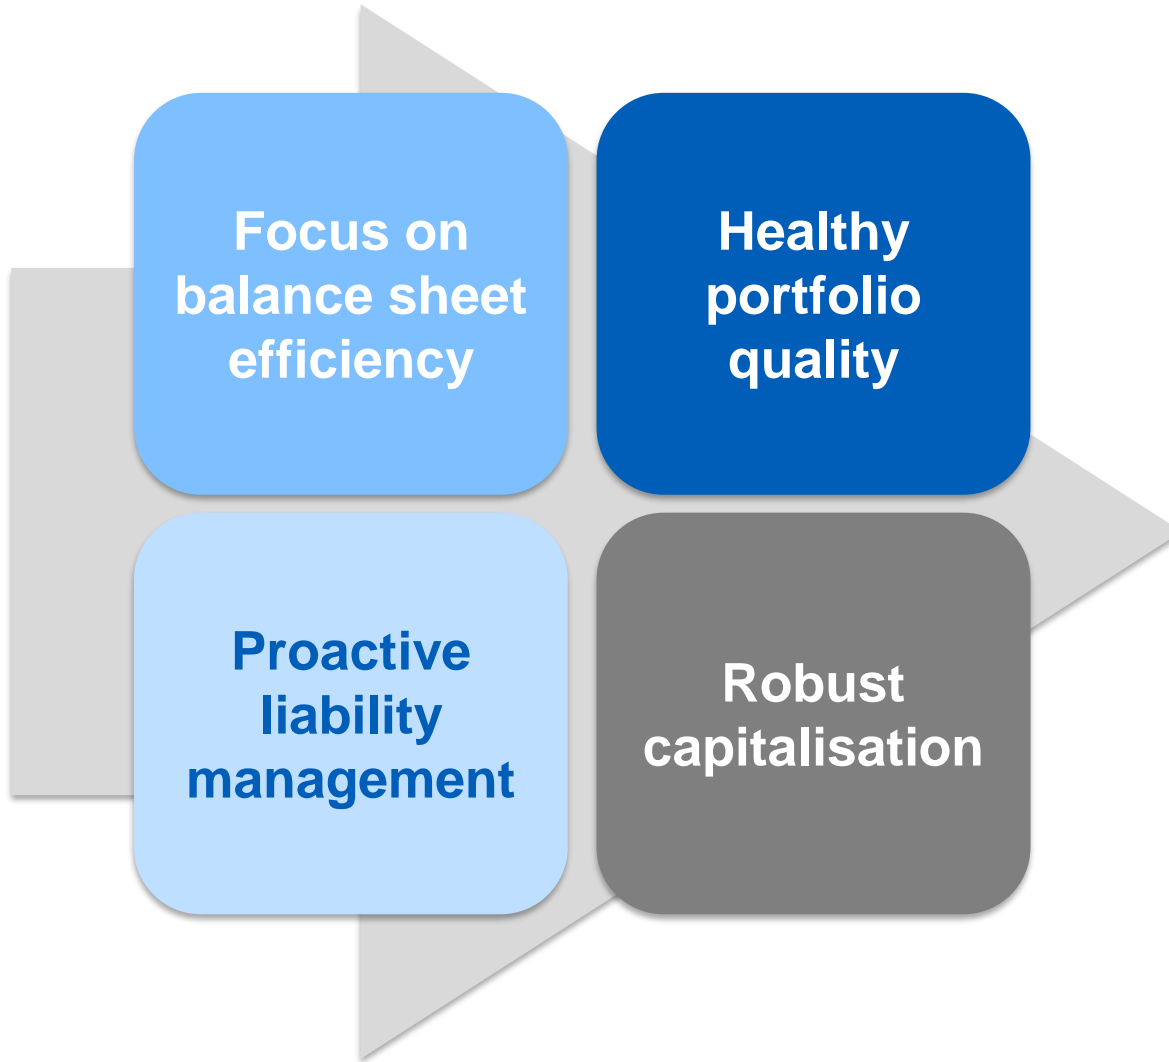 Focus on
balance sheet
efficiency
Healthy
portfolio
quality
Proactive
liability
management
Robust
capitalisation